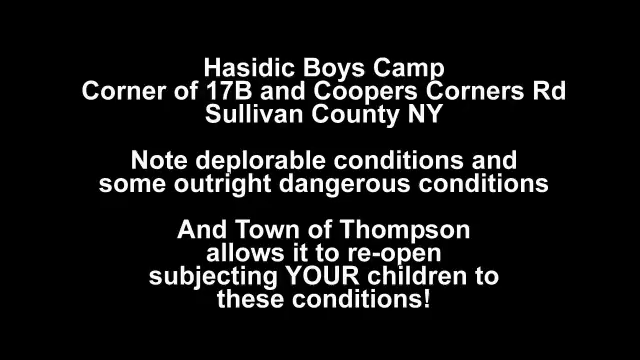 Hasidic Boys Camp
Corner of 17B and Coopers Corners Rd
Sullivan County NY
Note deplorable conditions and
some outright dangerous conditions
And Town of Thompson
allows it to re-open
subjecting YOUR children to
these conditions!